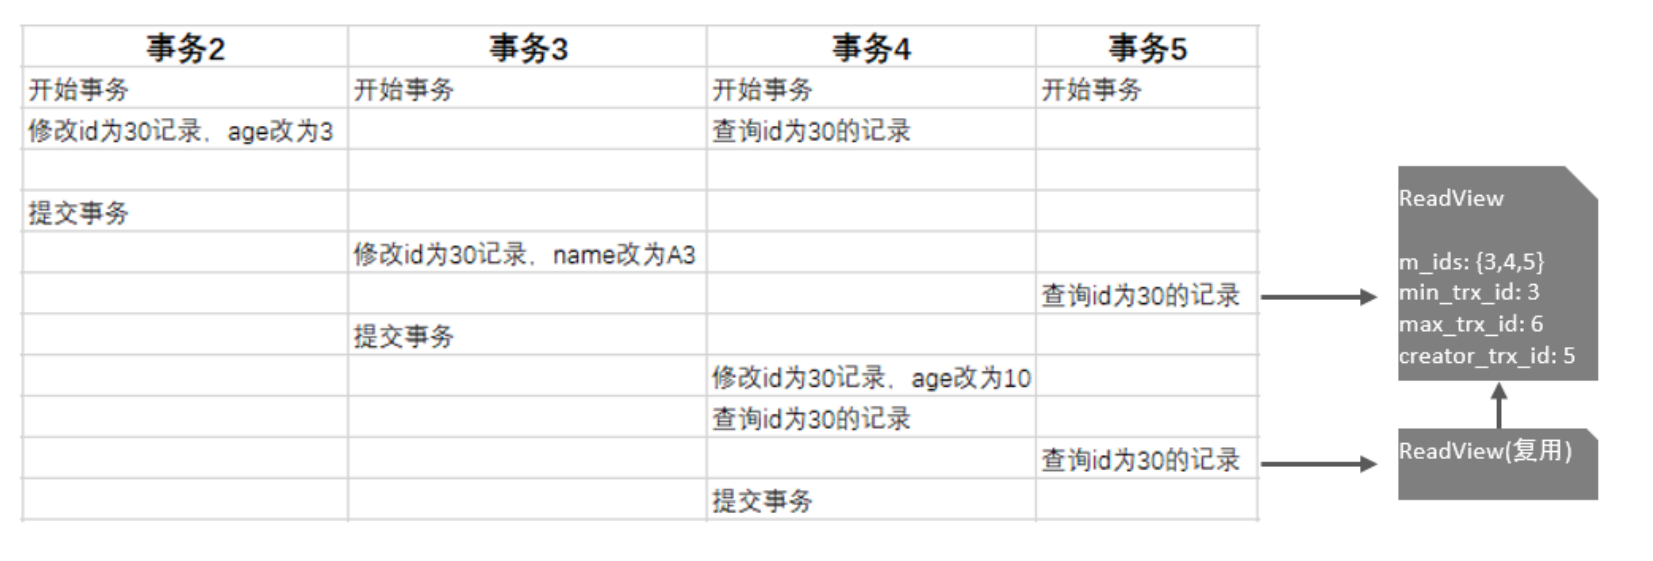 事务2 事务3 事务4 事务5
开始事务 开始事务 开始事务 开始事务
修改id为30记录，age改为3 查询id为30的记录
提交事务
修改id为30记录，name改为A3
查询id为30的记录
提交事务
修改id为30记录，age改为10
查询id为30的记录
查询id为30的记录
提交事务
ReadView
m_ids: {3,4,5}
min_trx_id: 3
max_trx_id: 6
creator_trx_id: 5
ReadView(复用)